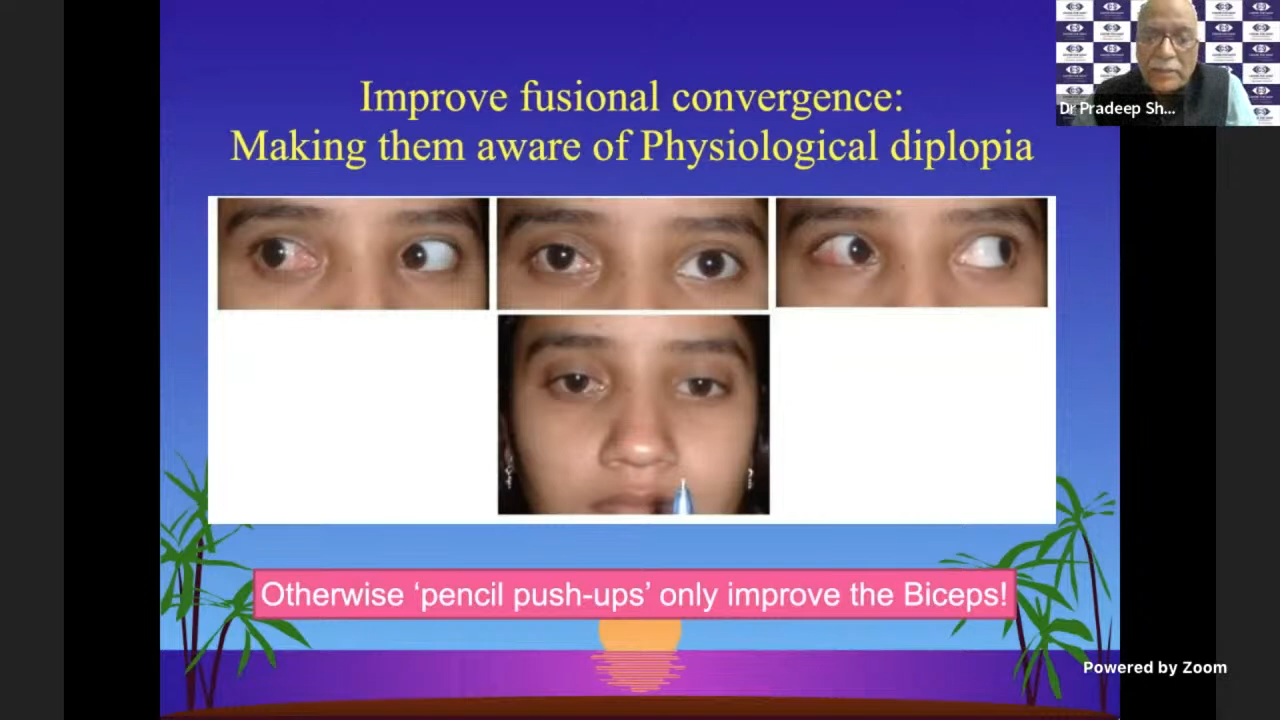 Improve fusional convergence:
Making them aware of Physiological diplopia
Dr Pradeep Sh...
Otherwise ‘pencil push-ups’ only improve the Biceps!
Powered by Zoom